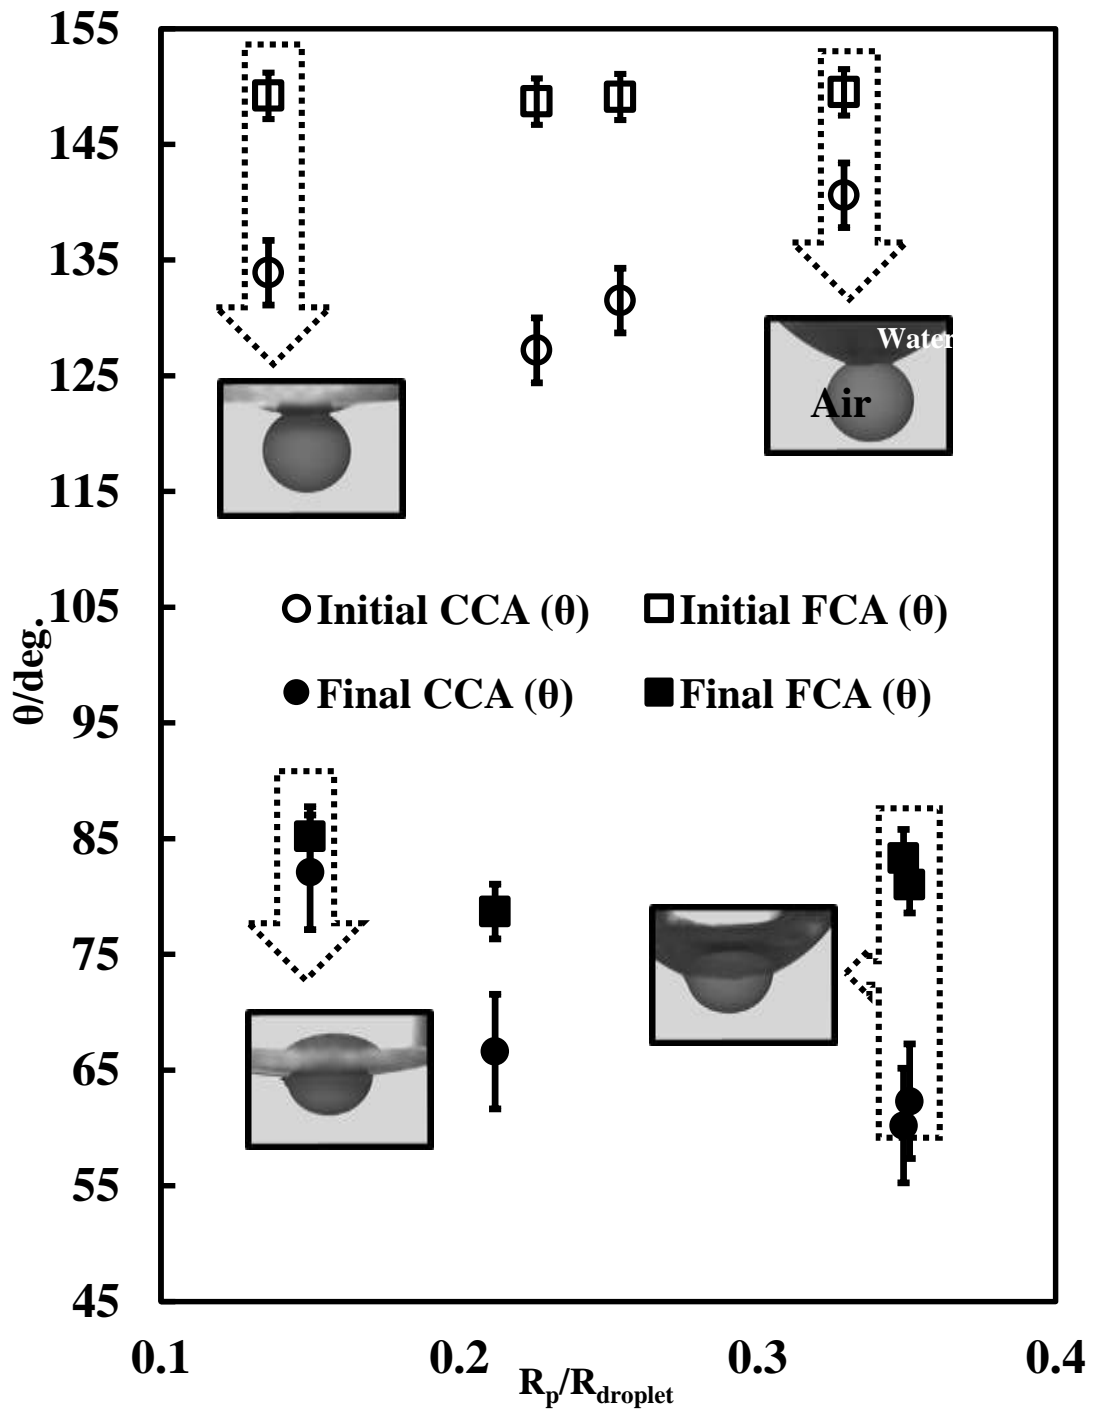 155
145
135
125
115
105
95
85
75
65
55
45
θ/deg.
Water
Air
Initial CCA (θ)
Initial FCA (θ)
Final CCA (θ)
Final FCA (θ)
0.1
0.2
0.3
0.4
Rp/Rdroplet